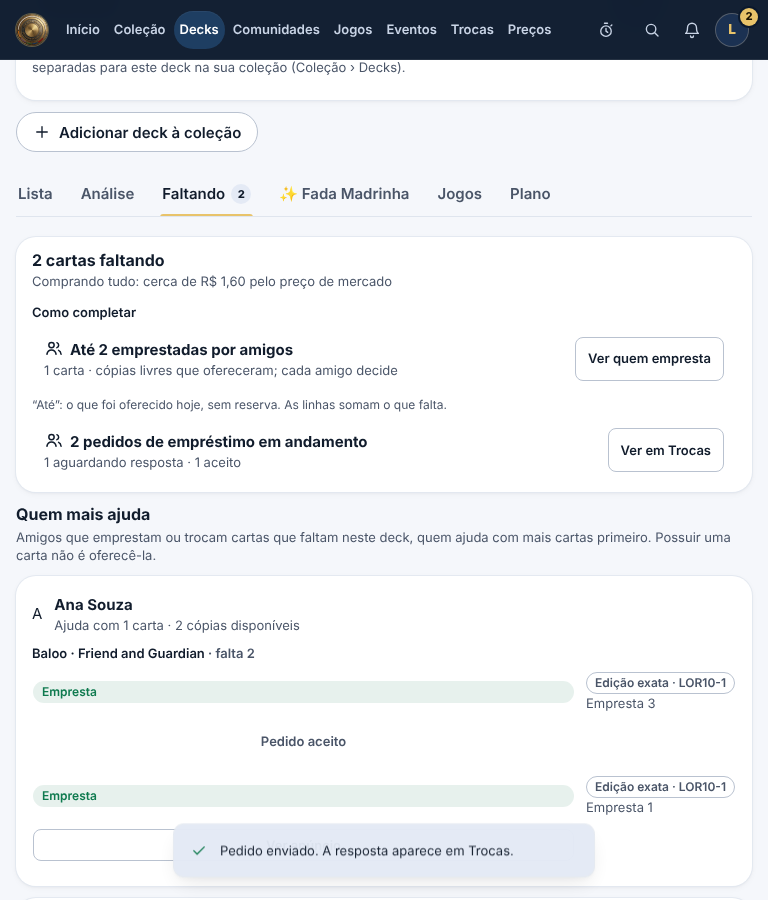 Início Coleção Decks Comunidades Jogos Eventos Trocas Preços L 2
separadas para este deck na sua coleção (Coleção › Decks).
Adicionar deck à coleção
Lista Análise Faltando 2 ✨ Fada Madrinha Jogos Plano
2 cartas faltando
Comprando tudo: cerca de R$ 1,60 pelo preço de mercado
Como completar
Até 2 emprestadas por amigos
1 carta · cópias livres que ofereceram; cada amigo decide
Ver quem empresta
“Até”: o que foi oferecido hoje, sem reserva. As linhas somam o que falta.
2 pedidos de empréstimo em andamento
1 aguardando resposta · 1 aceito
Ver em Trocas
Quem mais ajuda
Amigos que emprestam ou trocam cartas que faltam neste deck, quem ajuda com mais cartas primeiro. Possuir uma
carta não é oferecê-la.
A
Ana Souza
Ajuda com 1 carta · 2 cópias disponíveis
Baloo · Friend and Guardian · falta 2
Empresta
Edição exata · LOR10-1
Empresta 3
Pedido aceito
Empresta
Edição exata · LOR10-1
Empresta 1
Pedido enviado. A resposta aparece em Trocas.